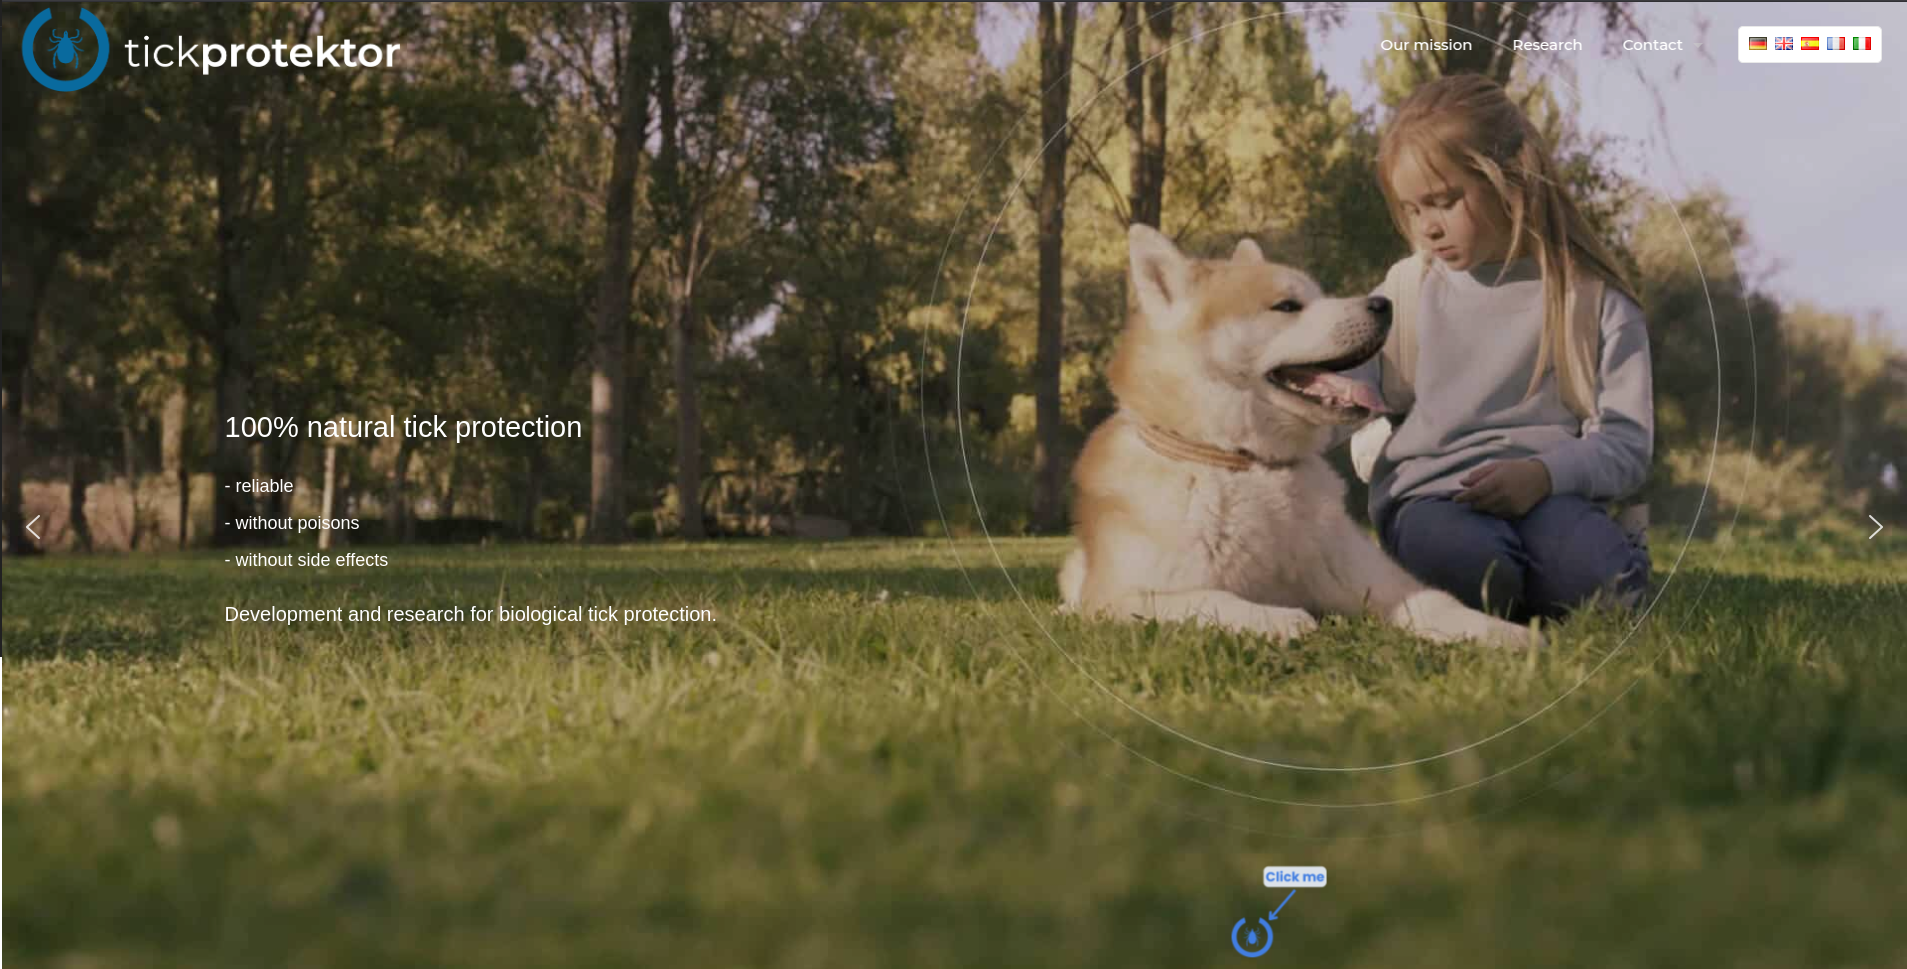 tickprotektor
Our mission
Research
Contact
100% natural tick protection
- reliable
- without poisons
- without side effects
Development and research for biological tick protection.
Click me